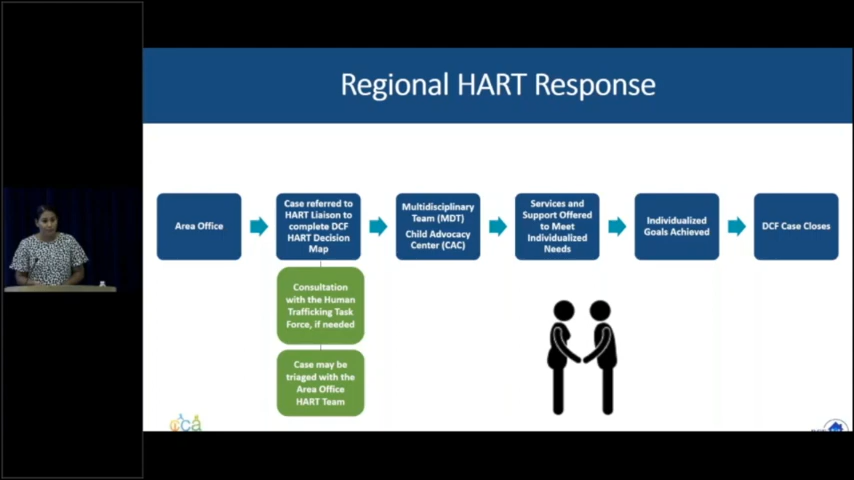 Regional HART Response
Area Office
Case referred to
HART Liaison to
complete DCF
HART Decision
Map
Multidisciplinary
Team (MDT)
Child Advocacy
Center (CAC)
Services and
Support Offered
to Meet
Individualized
Needs
Individualized
Goals Achieved
DCF Case Closes
Consultation
with the Human
Trafficking Task
Force, if needed
Case may be
triaged with the
Area Office
HART Team
cca